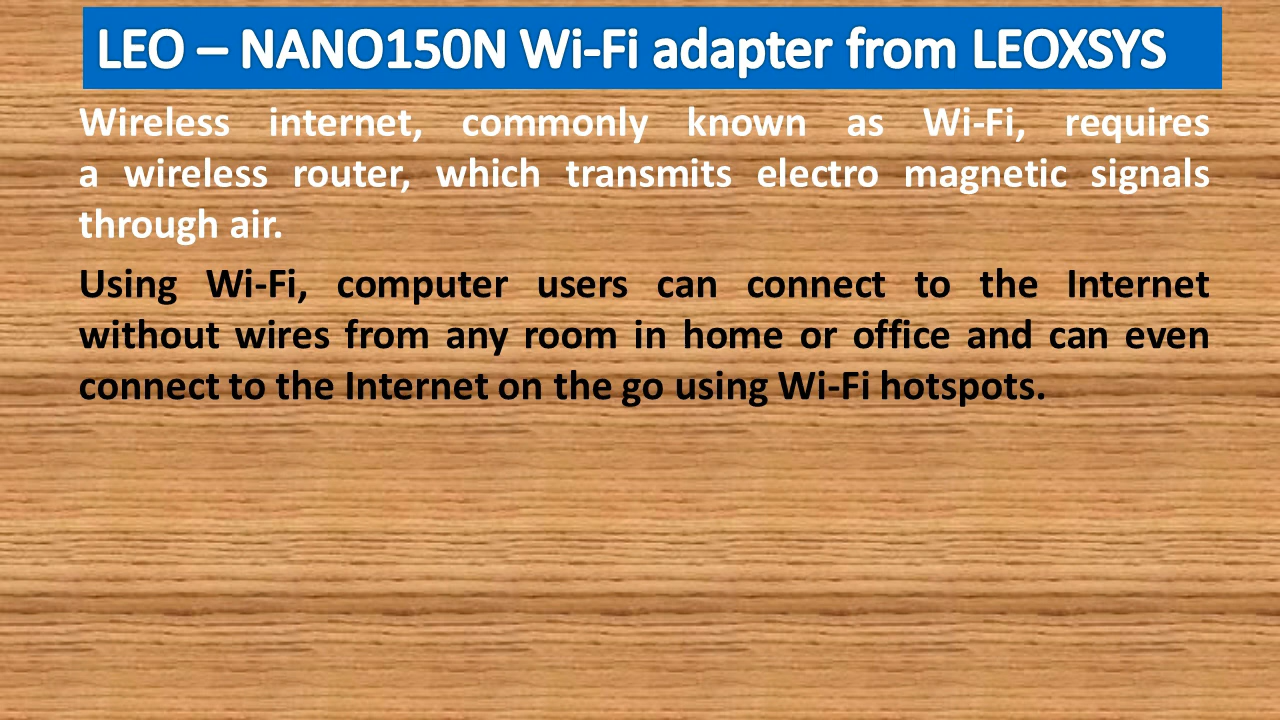 LEO – NANO150N Wi-Fi adapter from LEOXSYS
Wireless internet, commonly known as Wi-Fi, requires
a wireless router, which transmits electro magnetic signals
through air.
Using Wi-Fi, computer users can connect to the Internet
without wires from any room in home or office and can even
connect to the Internet on the go using Wi-Fi hotspots.